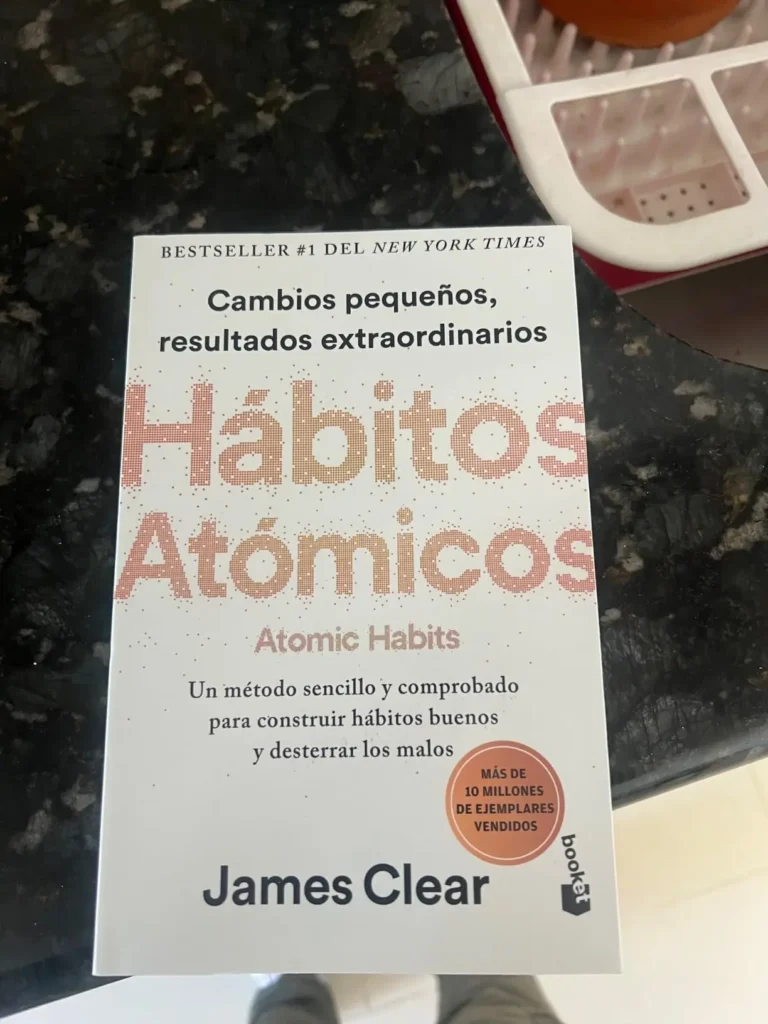 BESTSELLER #1 DEL NEW YORK TIMES
Cambios pequeños,
resultados extraordinarios
Hábitos
Atómicos
Atomic Habits
Un método sencillo y comprobado
para construir hábitos buenos
y desterrar los malos
MÁS DE
10 MILLONES
DE EJEMPLARES
VENDIDOS
James Clear
booket